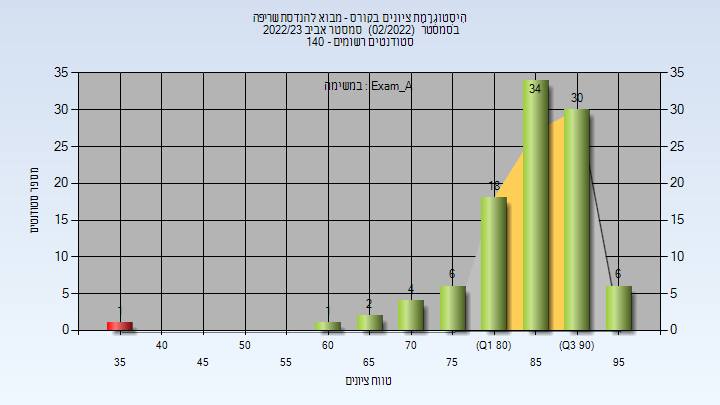 היסטוגרמת ציונים בקורס - מבוא להנדסת שריפה
בסמסטר (02/2022) סמסטר אביב 2022/23
סטודנטים רשומים - 140
במשימה : Exam_A
מספר סטודנטים
35 35
30 30
25 25
20 20
15 15
10 10
5 5
0 0
- - 2 4 6 18 34 30 6
40 50 60 70 (Q1 80) (Q3 90)
35 45 55 65 75 85 95
טווח ציונים